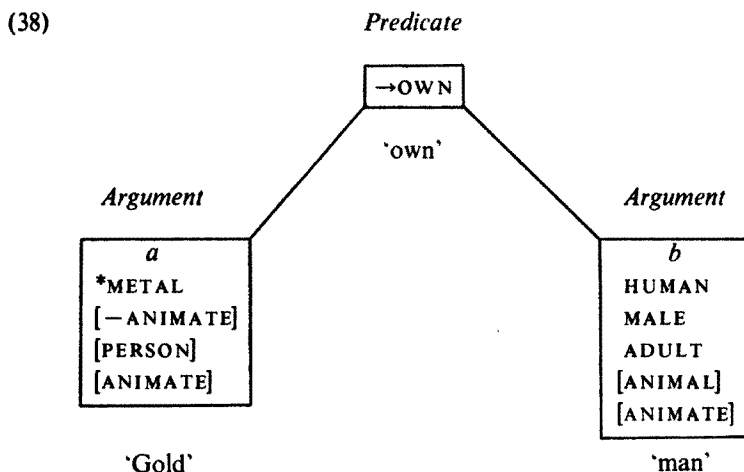 (38)
Predicate
→OWN
'own'
Argument
Argument
a
*METAL
[−ANIMATE]
[PERSON]
[ANIMATE]
'Gold'
b
HUMAN
MALE
ADULT
[ANIMAL]
[ANIMATE]
'man'